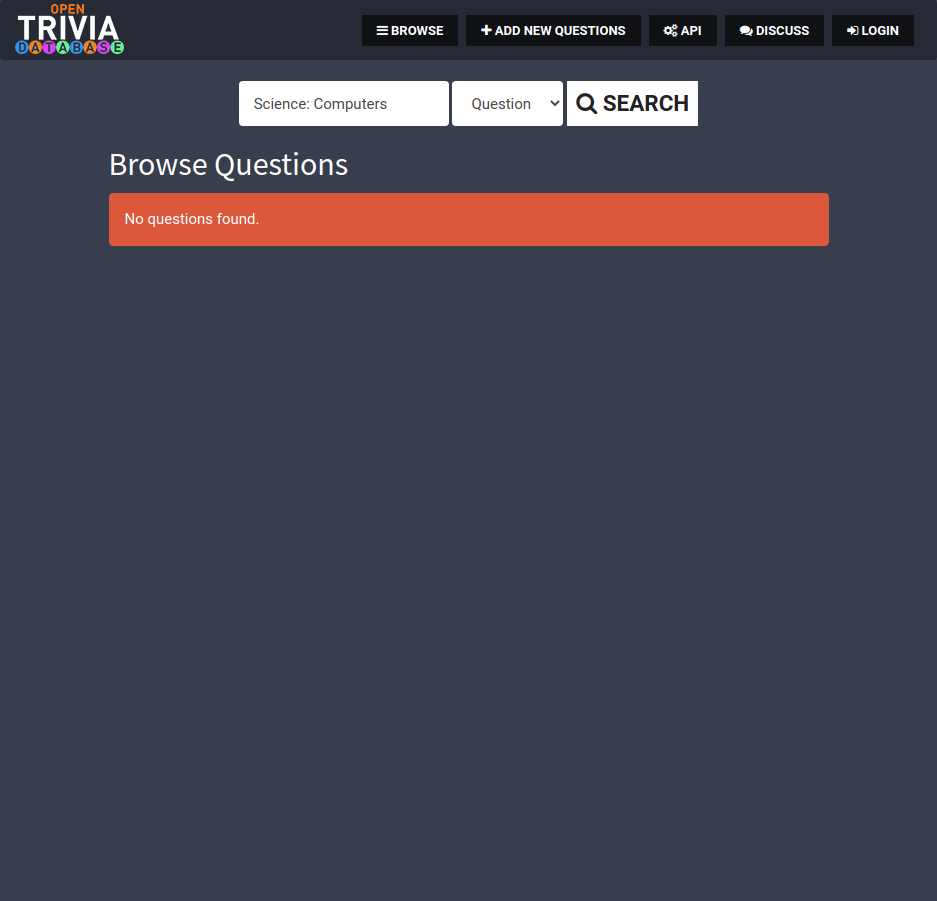 OPEN
TRIVIA
DATABASE
BROWSE
ADD NEW QUESTIONS
API
DISCUSS
LOGIN
Science: Computers
Question
SEARCH
Browse Questions
No questions found.